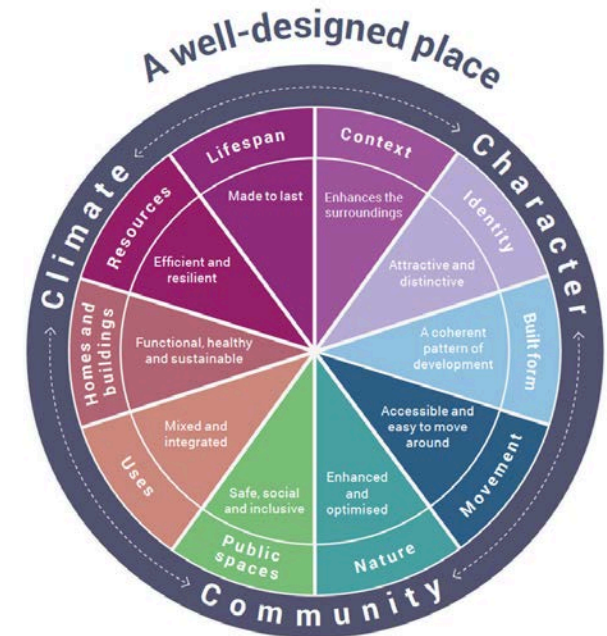 A well-designed place
Climate
Character
Community
Context
Enhances the
surroundings
Identity
Attractive and
distinctive
Built form
A coherent
pattern of
development
Movement
Accessible and
easy to move
around
Nature
Enhanced
and
optimised
Public
spaces
Safe, social
and inclusive
Uses
Mixed and
integrated
Homes and
buildings
Functional, healthy
and sustainable
Resources
Efficient and
resilient
Lifespan
Made to last